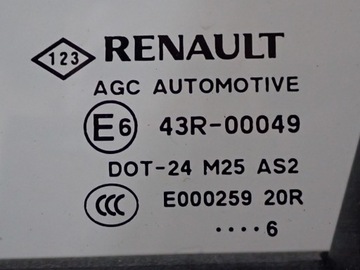 123 RENAULT
AGC AUTOMOTIVE
E6 43R-00049
DOT-24 M25 AS2
CCC E000259 20R
····6